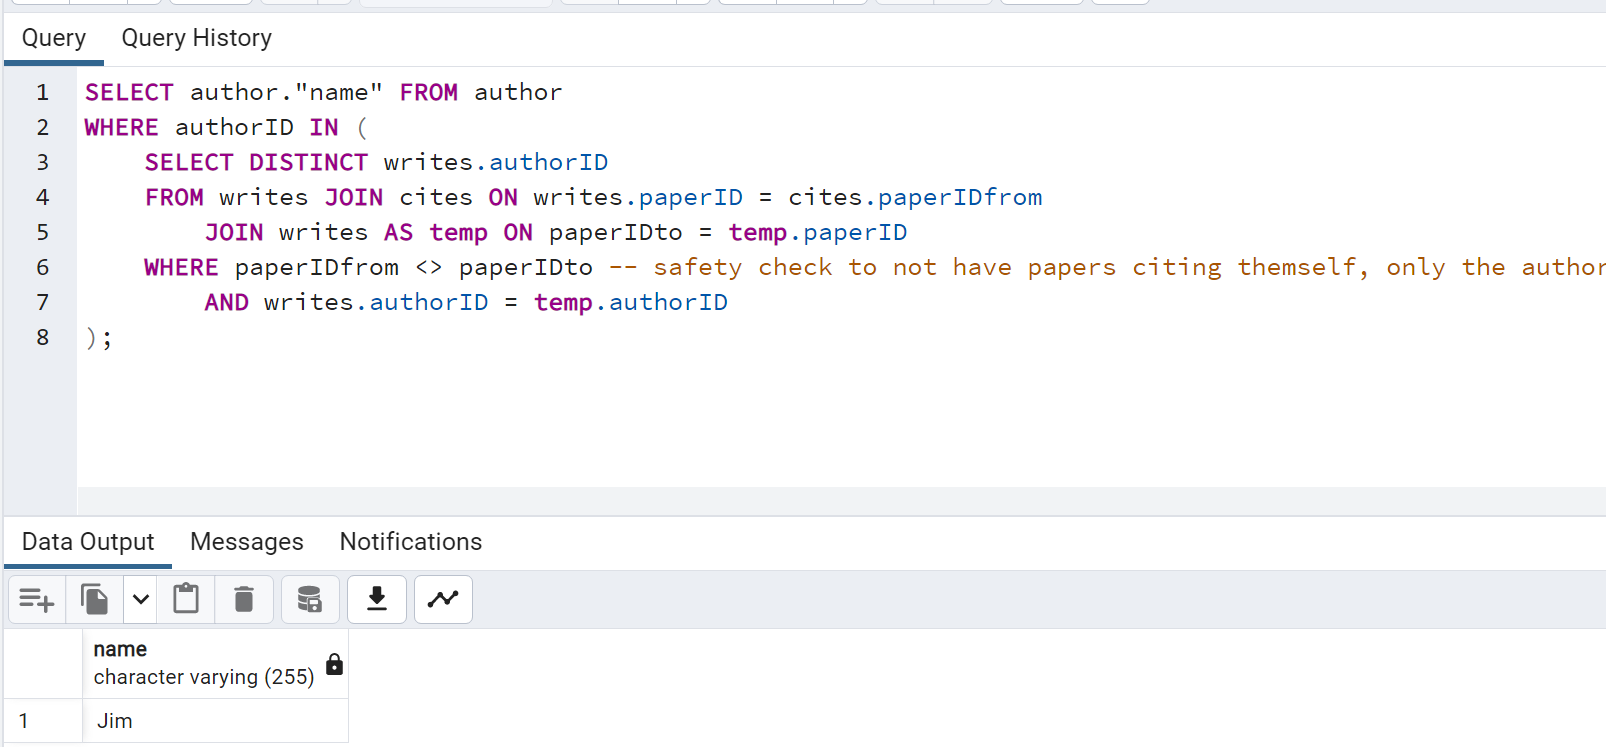 Query Query History
1 SELECT author."name" FROM author
2 WHERE authorID IN (
3 SELECT DISTINCT writes.authorID
4 FROM writes JOIN cites ON writes.paperID = cites.paperIDfrom
5 JOIN writes AS temp ON paperIDto = temp.paperID
6 WHERE paperIDfrom <> paperIDto -- safety check to not have papers citing themself, only the author
7 AND writes.authorID = temp.authorID
8 );
Data Output Messages Notifications
name
character varying (255)
1 Jim